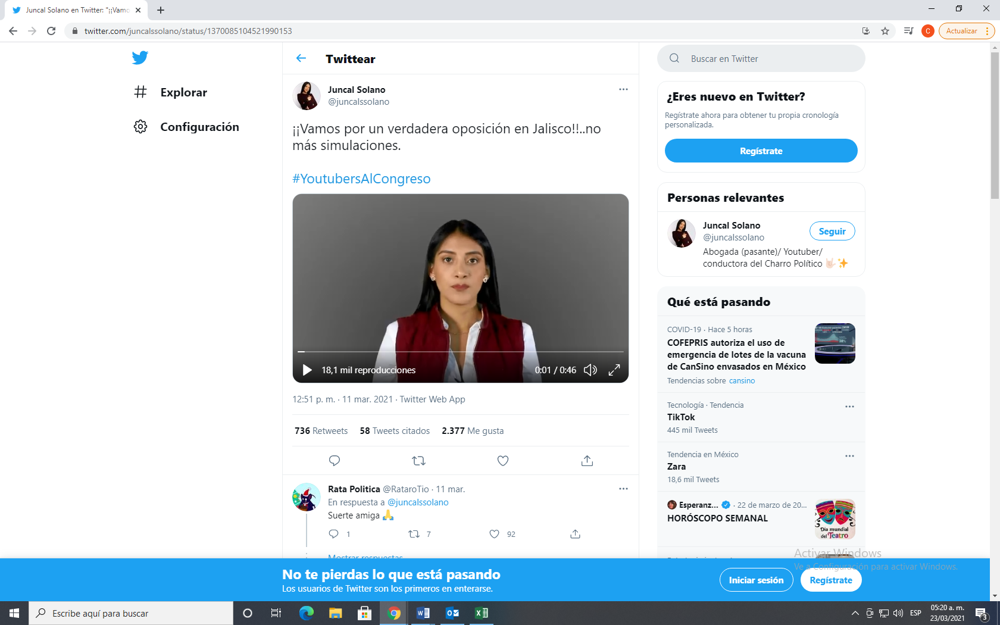 Juncal Solano en Twitter: "¡¡Vamo
twitter.com/juncalssolano/status/1370085104521990153
C
Actualizar
Explorar
Configuración
Twittear
Juncal Solano
@juncalssolano
¡¡Vamos por un verdadera oposición en Jalisco!!..no
más simulaciones.
#YoutubersAlCongreso
18,1 mil reproducciones
0:01 / 0:46
12:51 p. m. · 11 mar. 2021 · Twitter Web App
736 Retweets 58 Tweets citados 2.377 Me gusta
Rata Politica @RataroTio · 11 mar.
En respuesta a @juncalssolano
Suerte amiga 🙏
1 7 92
Mostrar respuestas
Buscar en Twitter
¿Eres nuevo en Twitter?
Regístrate ahora para obtener tu propia cronología
personalizada.
Regístrate
Personas relevantes
Juncal Solano
@juncalssolano
Seguir
Abogada (pasante)/ Youtuber/
conductora del Charro Político 🤟🏻✨
Qué está pasando
COVID-19 · Hace 5 horas
COFEPRIS autoriza el uso de
emergencia de lotes de la vacuna
de CanSino envasados en México
Tendencias sobre cansino
38%
Tecnología · Tendencia
TikTok
445 mil Tweets
Tendencia en México
Zara
18,6 mil Tweets
Esperanz... · 22 de marzo de 20...
HORÓSCOPO SEMANAL
Día mundial
del Teatro
Activar Windows
Ve a Configuración para activar Windows.
No te pierdas lo que está pasando
Los usuarios de Twitter son los primeros en enterarse.
Iniciar sesión
Regístrate
Escribe aquí para buscar
ESP
05:20 a. m.
23/03/2021
3